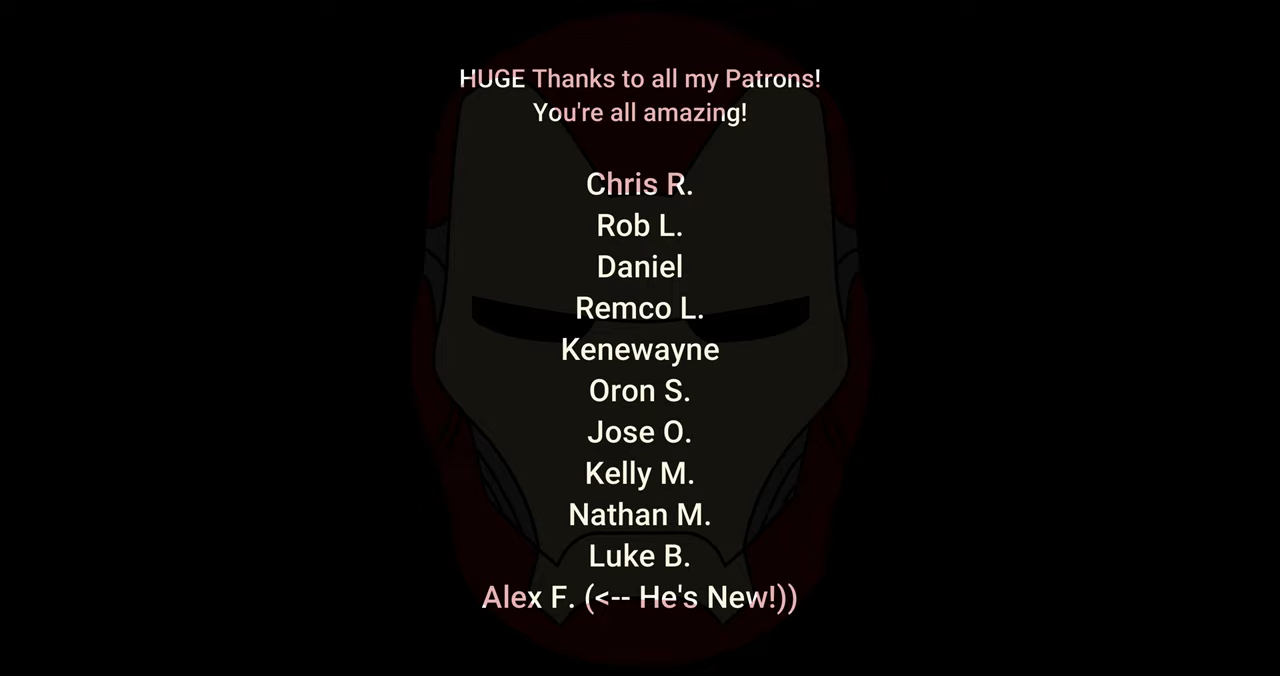 HUGE Thanks to all my Patrons!
You're all amazing!
Chris R.
Rob L.
Daniel
Remco L.
Kenewayne
Oron S.
Jose O.
Kelly M.
Nathan M.
Luke B.
Alex F. (<-- He's New!))